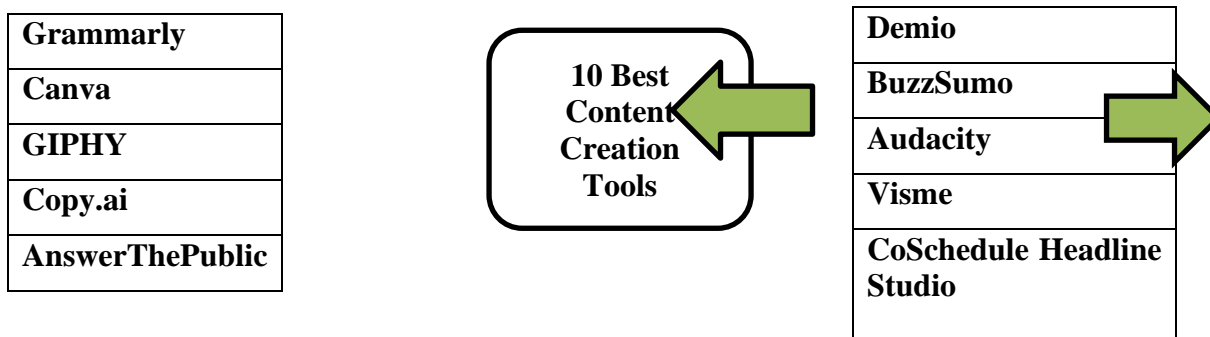 Grammarly
Canva
GIPHY
Copy.ai
AnswerThePublic
10 Best
Content
Creation
Tools
Demio
BuzzSumo
Audacity
Visme
CoSchedule Headline
Studio